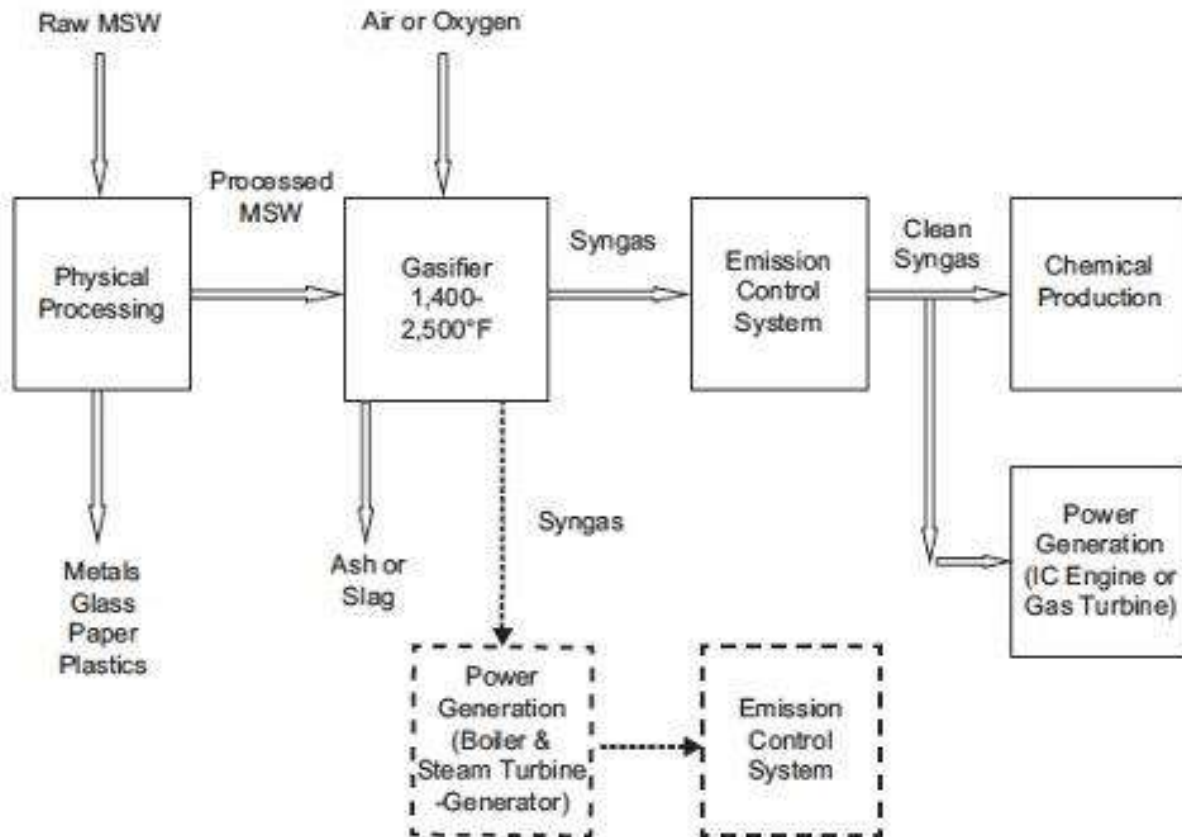 Raw MSW
Air or Oxygen
Processed
MSW
Physical
Processing
Gasifier
1,400-
2,500°F
Syngas
Emission
Control
System
Clean
Syngas
Chemical
Production
Metals
Glass
Paper
Plastics
Ash or
Slag
Syngas
Power
Generation
(IC Engine or
Gas Turbine)
Power
Generation
(Boiler &
Steam Turbine
-Generator)
Emission
Control
System